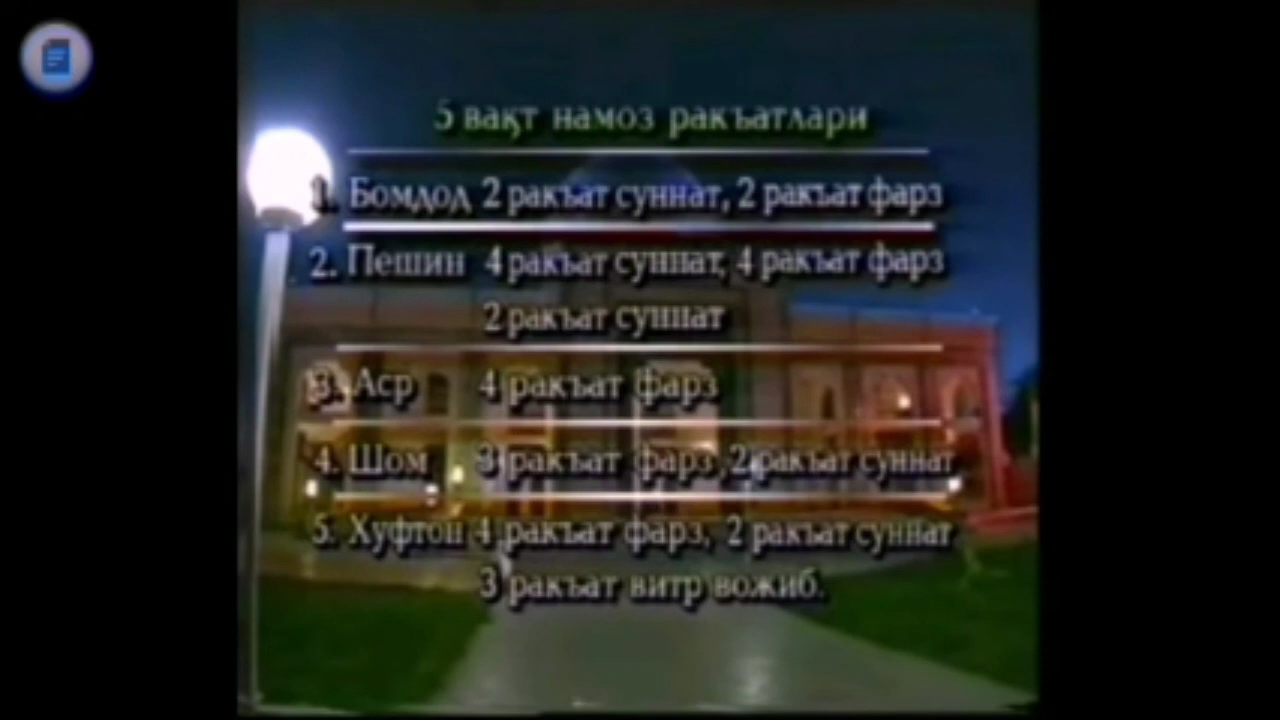 5 вақт намоз ракъатлари
1. Бомдод 2 ракъат суннат, 2 ракъат фарз
2. Пешин 4 ракъат суннат, 4 ракъат фарз
2 ракъат суннат
3. Аср 4 ракъат фарз
4. Шом 3 ракъат фарз, 2 ракъат суннат
5. Хуфтон 4 ракъат фарз, 2 ракъат суннат
3 ракъат витр вожиб.